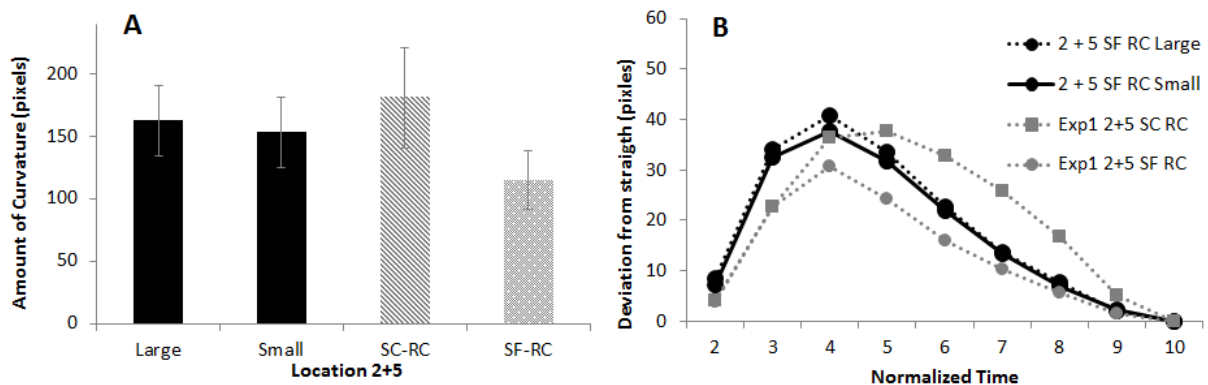 A
Amount of Curvature (pixels)
200
150
100
50
0
Large Small SC-RC SF-RC
Location 2+5
B
Deviation from straigth (pixles)
60
50
40
30
20
10
0
2 3 4 5 6 7 8 9 10
Normalized Time
2 + 5 SF RC Large
2 + 5 SF RC Small
Exp1 2+5 SC RC
Exp1 2+5 SF RC